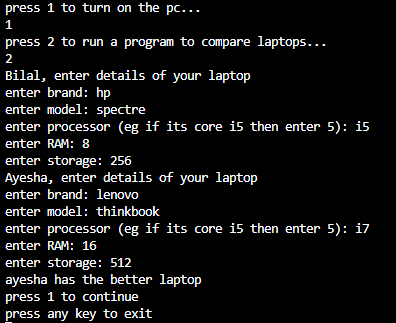 press 1 to turn on the pc...
1
press 2 to run a program to compare laptops...
2
Bilal, enter details of your laptop
enter brand: hp
enter model: spectre
enter processor (eg if its core i5 then enter 5): i5
enter RAM: 8
enter storage: 256
Ayesha, enter details of your laptop
enter brand: lenovo
enter model: thinkbook
enter processor (eg if its core i5 then enter 5): i7
enter RAM: 16
enter storage: 512
ayesha has the better laptop
press 1 to continue
press any key to exit